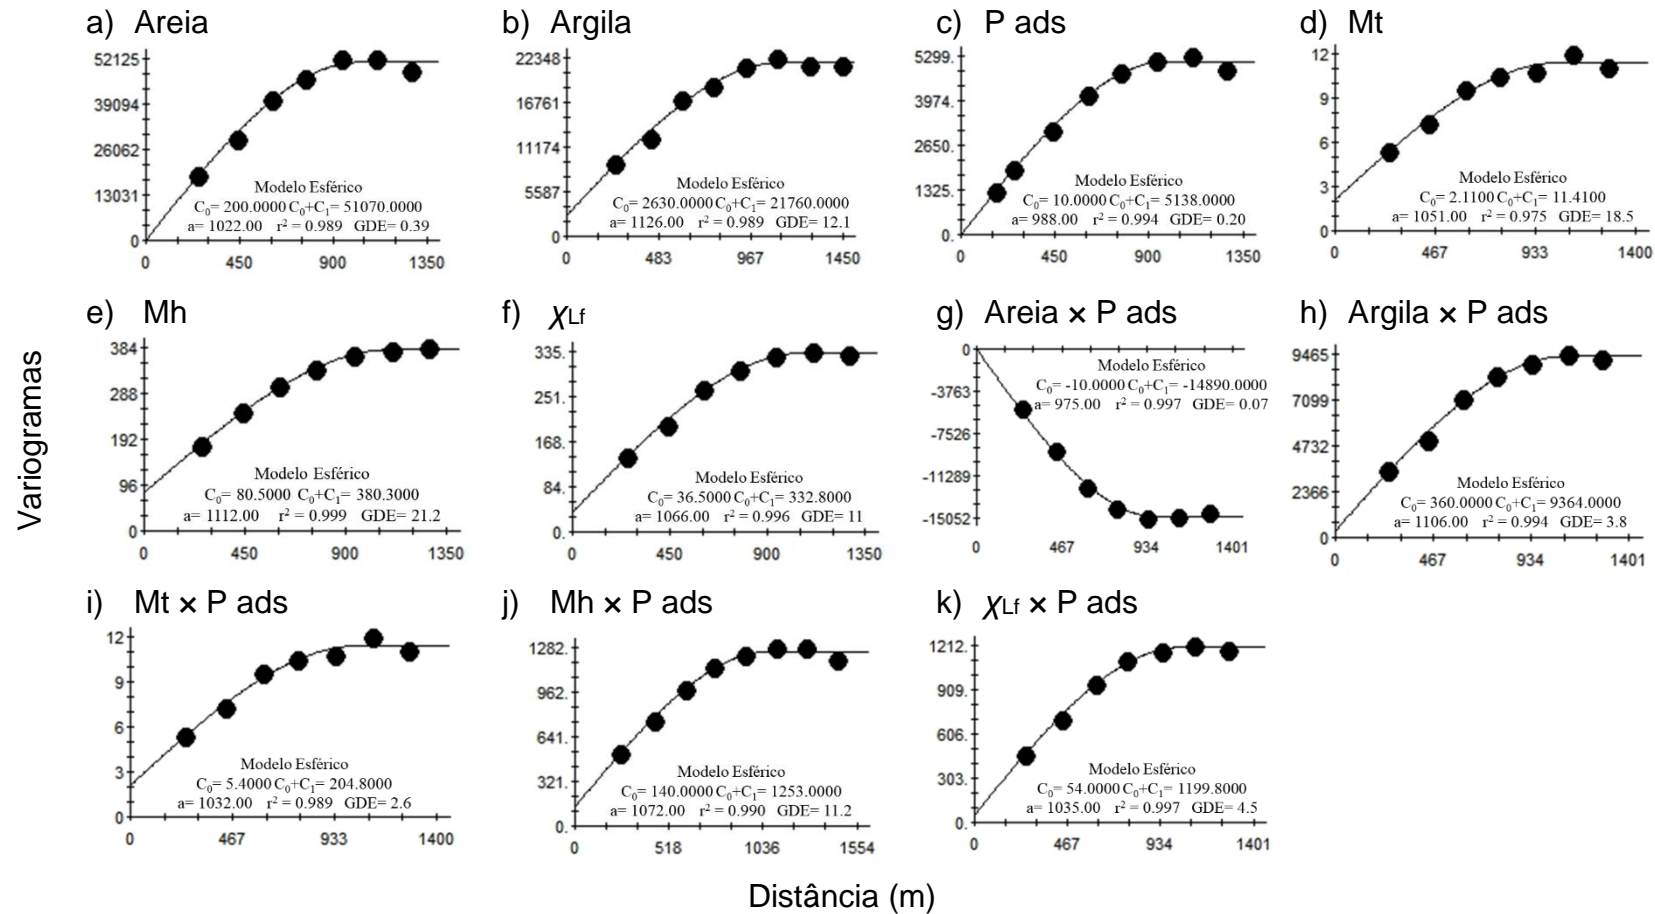 a) Areia
52125
39094
26062
13031
0
Modelo Esférico
C₀= 200.0000 C₀+C₁= 51070.0000
a= 1022.00 r² = 0.989 GDE= 0.39
0 450 900 1350
b) Argila
22348
16761
11174
5587
0
Modelo Esférico
C₀= 2630.0000 C₀+C₁= 21760.0000
a= 1126.00 r² = 0.989 GDE= 12.1
0 483 967 1450
c) P ads
5299.
3974.
2650.
1325.
0.
Modelo Esférico
C₀= 10.0000 C₀+C₁= 5138.0000
a= 988.00 r² = 0.994 GDE= 0.20
0 450 900 1350
d) Mt
12
9
6
3
0
Modelo Esférico
C₀= 2.1100 C₀+C₁= 11.4100
a= 1051.00 r² = 0.975 GDE= 18.5
0 467 933 1400
Variogramas
e) Mh
384
288
192
96
0
Modelo Esférico
C₀= 80.5000 C₀+C₁= 380.3000
a= 1112.00 r² = 0.999 GDE= 21.2
0 450 900 1350
f) χLf
335.
251.
168.
84.
0.
Modelo Esférico
C₀= 36.5000 C₀+C₁= 332.8000
a= 1066.00 r² = 0.996 GDE= 11
0 450 900 1350
g) Areia × P ads
0
-3763
-7526
-11289
-15052
Modelo Esférico
C₀= -10.0000 C₀+C₁= -14890.0000
a= 975.00 r² = 0.997 GDE= 0.07
0 467 934 1401
h) Argila × P ads
9465
7099
4732
2366
0
Modelo Esférico
C₀= 360.0000 C₀+C₁= 9364.0000
a= 1106.00 r² = 0.994 GDE= 3.8
0 467 934 1401
i) Mt × P ads
12
9
6
3
0
Modelo Esférico
C₀= 5.4000 C₀+C₁= 204.8000
a= 1032.00 r² = 0.989 GDE= 2.6
0 467 933 1400
j) Mh × P ads
1282.
962.
641.
321.
0.
Modelo Esférico
C₀= 140.0000 C₀+C₁= 1253.0000
a= 1072.00 r² = 0.990 GDE= 11.2
0 518 1036 1554
k) χLf × P ads
1212.
909.
606.
303.
0.
Modelo Esférico
C₀= 54.0000 C₀+C₁= 1199.8000
a= 1035.00 r² = 0.997 GDE= 4.5
0 467 934 1401
Distância (m)